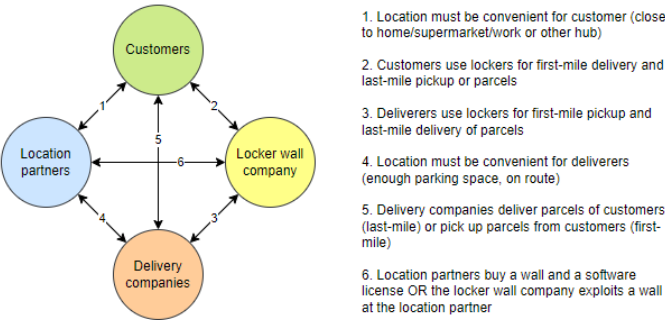 Customers
1
2
5
Location
partners
6
Locker wall
company
4
3
Delivery
companies
1. Location must be convenient for customer (close
to home/supermarket/work or other hub)
2. Customers use lockers for first-mile delivery and
last-mile pickup or parcels
3. Deliverers use lockers for first-mile pickup and
last-mile delivery of parcels
4. Location must be convenient for deliverers
(enough parking space, on route)
5. Delivery companies deliver parcels of customers
(last-mile) or pick up parcels from customers (first-
mile)
6. Location partners buy a wall and a software
license OR the locker wall company exploits a wall
at the location partner